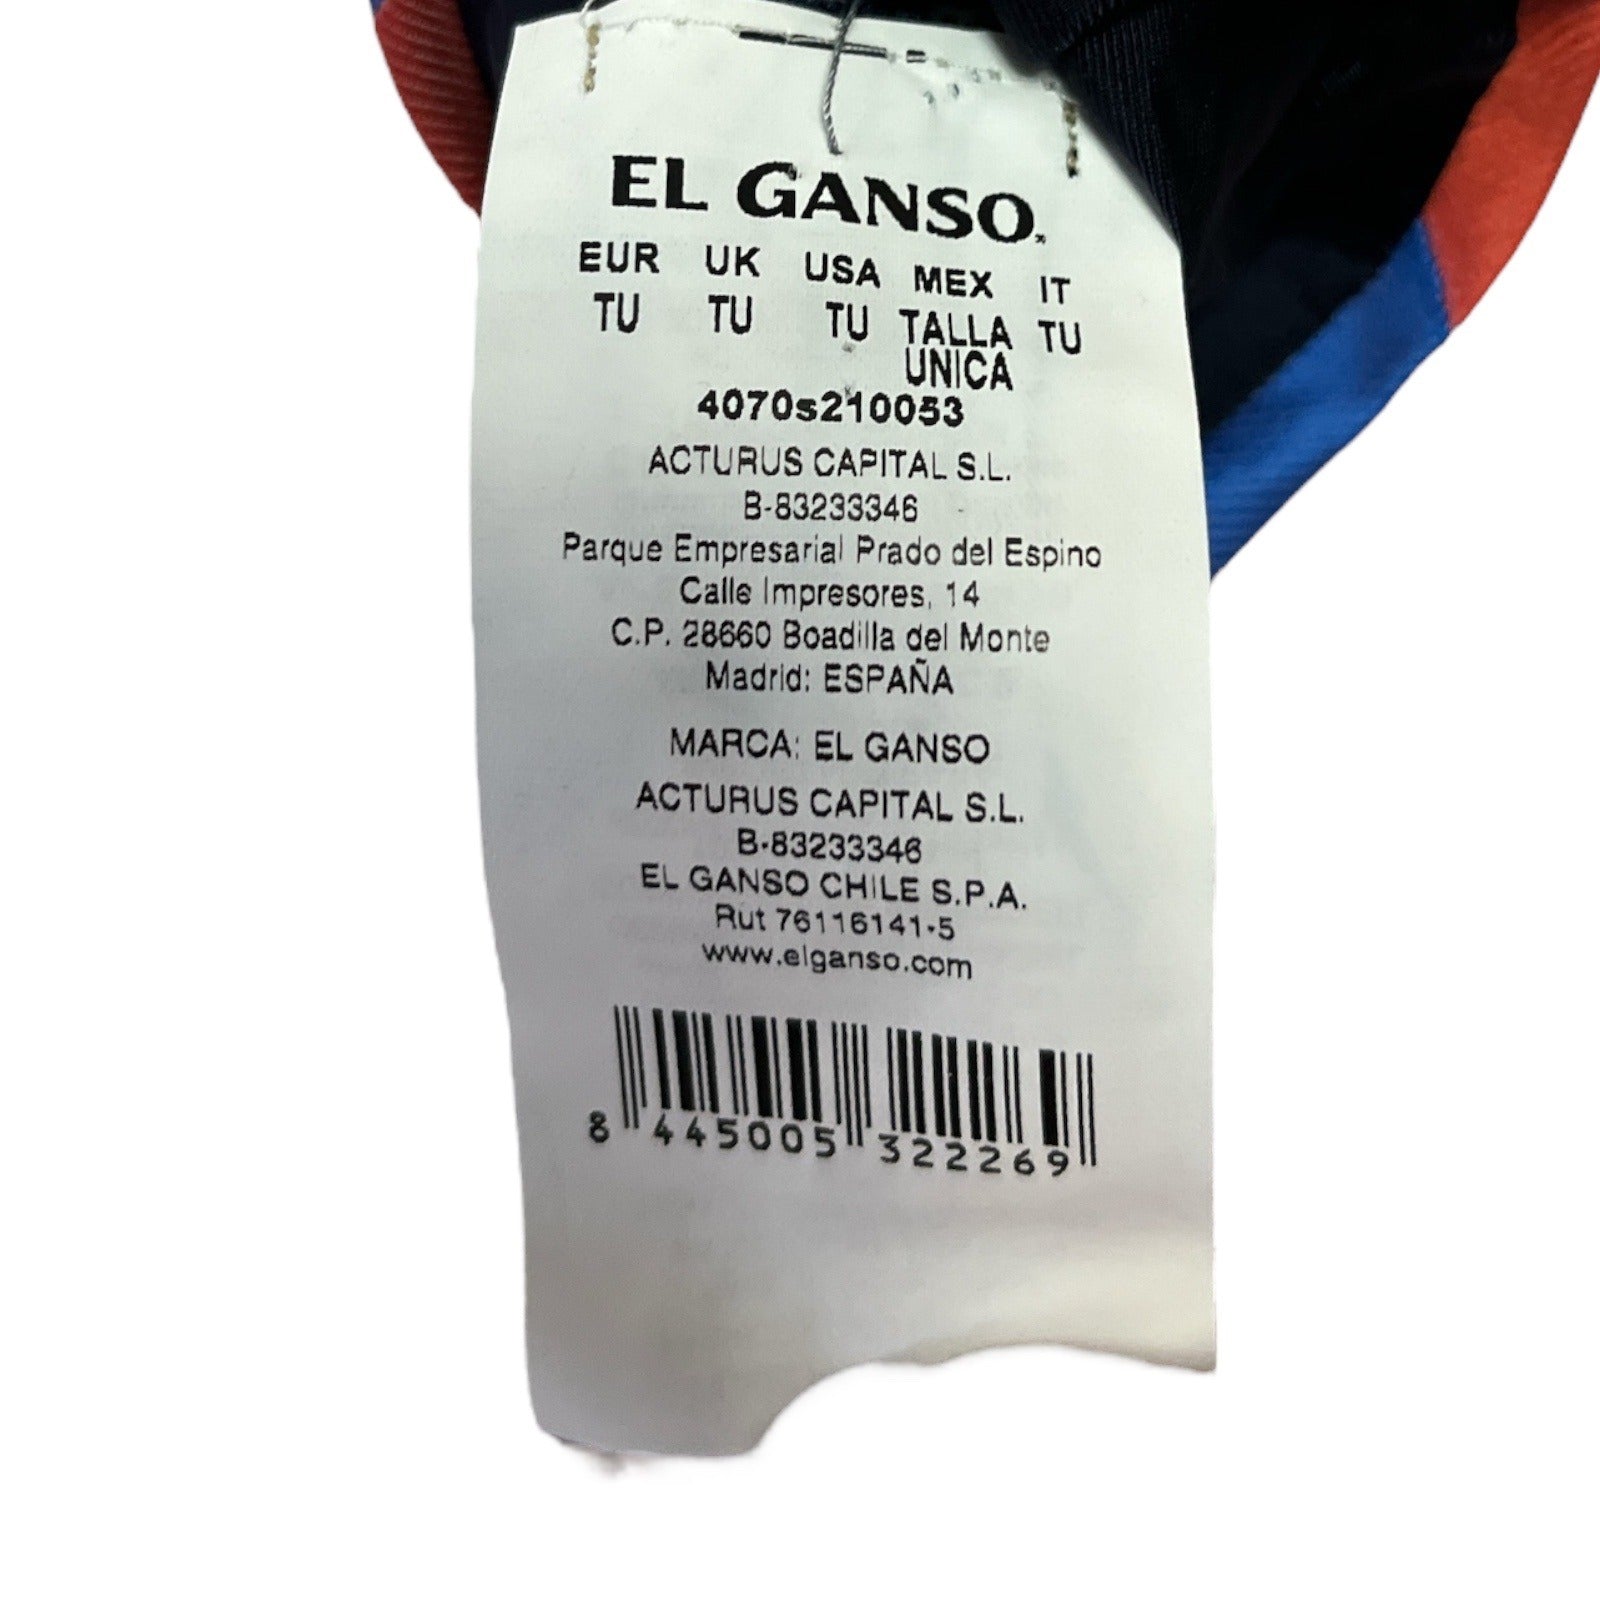 EL GANSO
EUR UK USA MEX IT
TU TU TU TALLA UNICA TU
4070s210053
ACTURUS CAPITAL S.L.
B-83233346
Parque Empresarial Prado del Espino
Calle Impresores, 14
C.P. 28660 Boadilla del Monte
Madrid: ESPAÑA
MARCA: EL GANSO
ACTURUS CAPITAL S.L.
B-83233346
EL GANSO CHILE S.P.A.
Rut 76116141-5
www.elganso.com
8 445005 322269